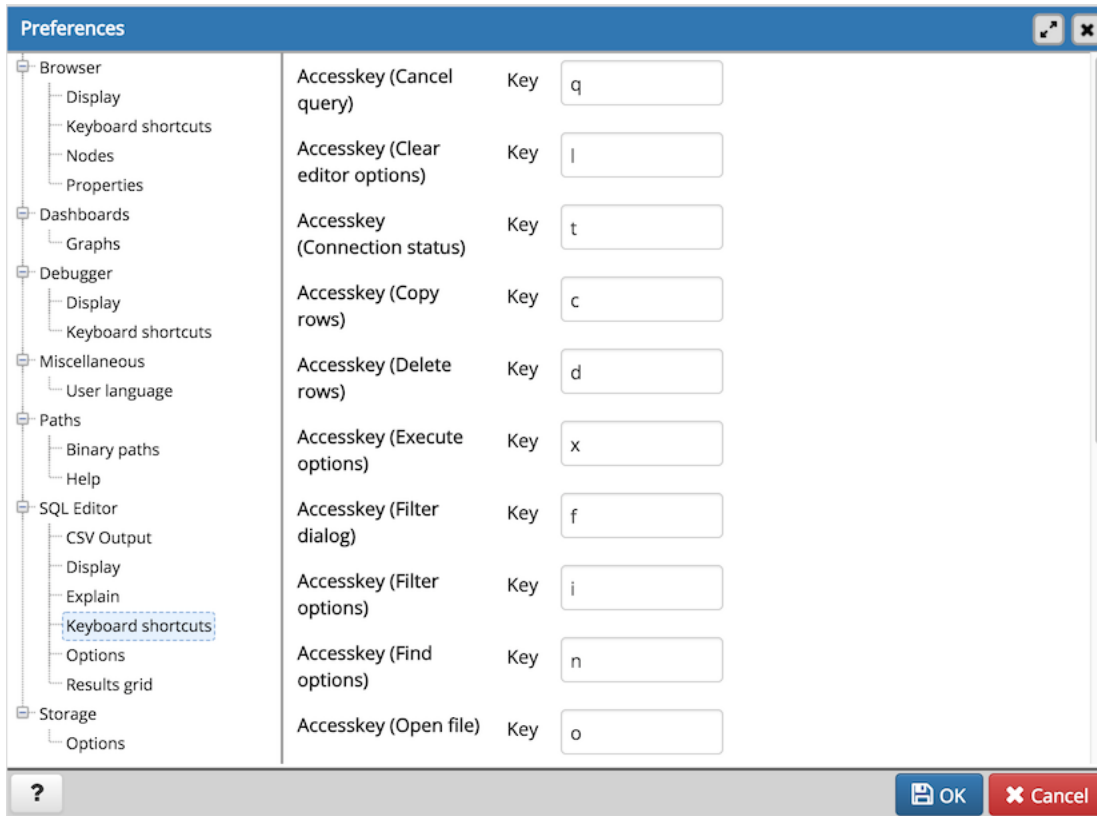 Preferences
Browser
Display
Keyboard shortcuts
Nodes
Properties
Dashboards
Graphs
Debugger
Display
Keyboard shortcuts
Miscellaneous
User language
Paths
Binary paths
Help
SQL Editor
CSV Output
Display
Explain
Keyboard shortcuts
Options
Results grid
Storage
Options
Accesskey (Cancel
query)
Key
q
Accesskey (Clear
editor options)
Key
l
Accesskey
(Connection status)
Key
t
Accesskey (Copy
rows)
Key
c
Accesskey (Delete
rows)
Key
d
Accesskey (Execute
options)
Key
x
Accesskey (Filter
dialog)
Key
f
Accesskey (Filter
options)
Key
i
Accesskey (Find
options)
Key
n
Accesskey (Open file)
Key
o
?
OK
Cancel